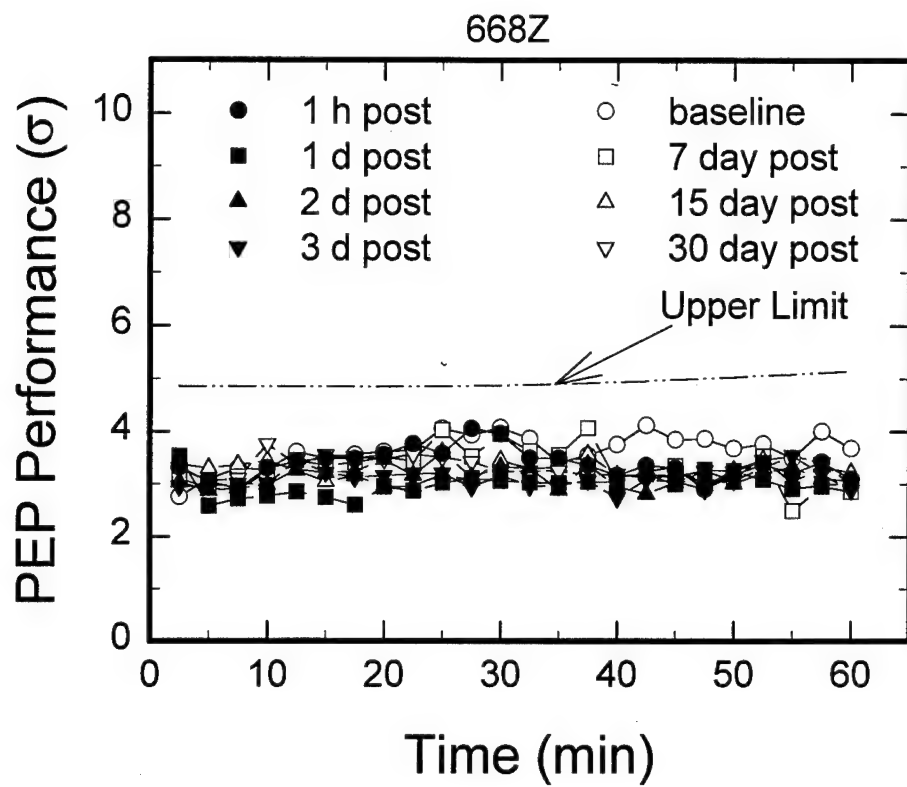 668Z
PEP Performance (σ)
10
8
6
4
2
0
1 h post
1 d post
2 d post
3 d post
baseline
7 day post
15 day post
30 day post
Upper Limit
0 10 20 30 40 50 60
Time (min)